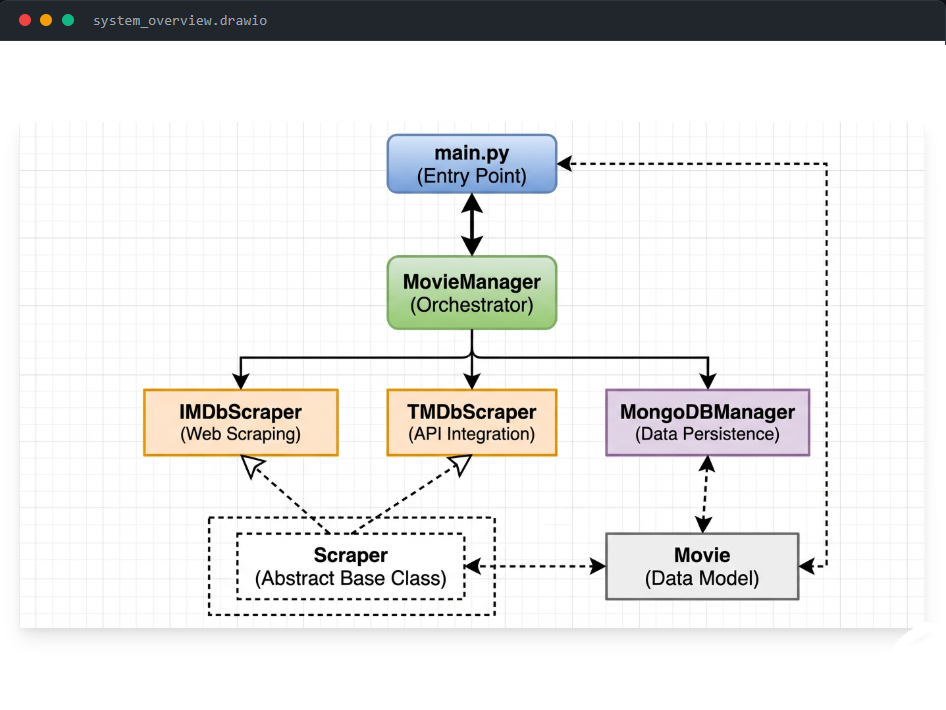 system_overview.drawio
main.py
(Entry Point)
MovieManager
(Orchestrator)
IMDbScraper
(Web Scraping)
TMDbScraper
(API Integration)
MongoDBManager
(Data Persistence)
Scraper
(Abstract Base Class)
Movie
(Data Model)